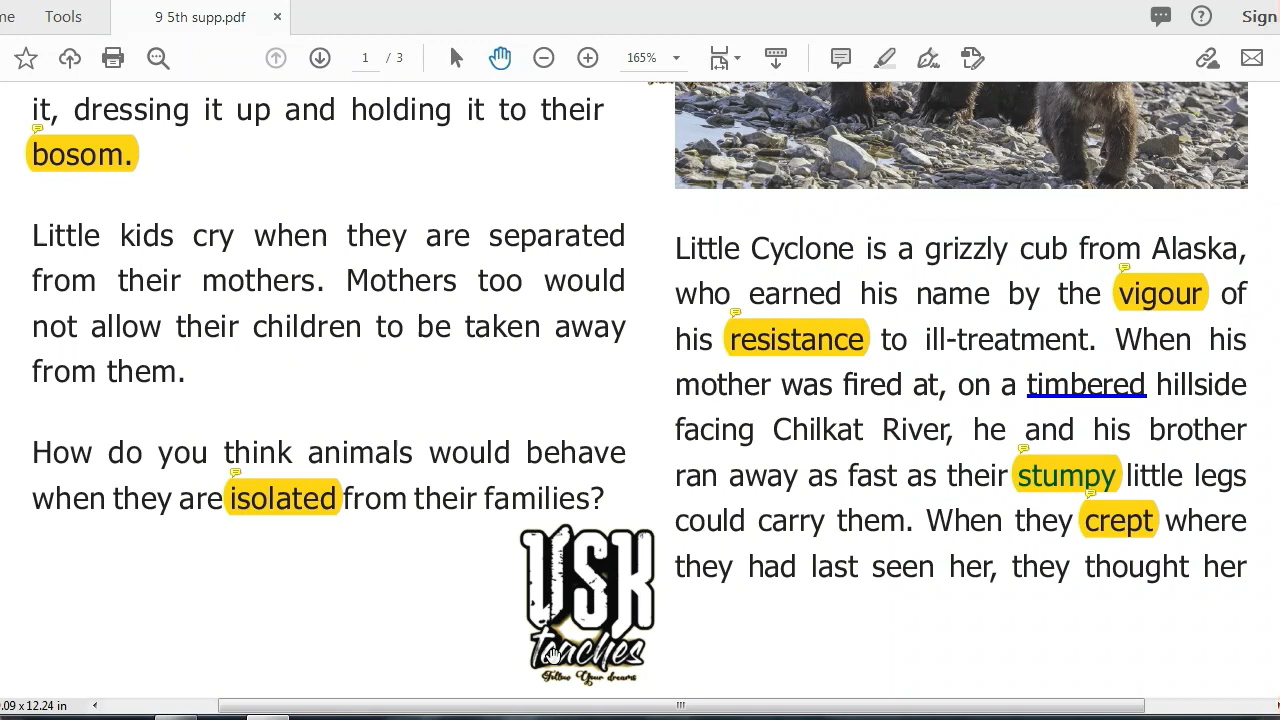 me Tools 9 5th supp.pdf × Sign
1 / 3 165%
it, dressing it up and holding it to their
bosom.
Little kids cry when they are separated
from their mothers. Mothers too would
not allow their children to be taken away
from them.
How do you think animals would behave
when they are isolated from their families?
VSK
teaches
Follow Your dreams
Little Cyclone is a grizzly cub from Alaska,
who earned his name by the vigour of
his resistance to ill-treatment. When his
mother was fired at, on a timbered hillside
facing Chilkat River, he and his brother
ran away as fast as their stumpy little legs
could carry them. When they crept where
they had last seen her, they thought her
.09 x 12.24 in